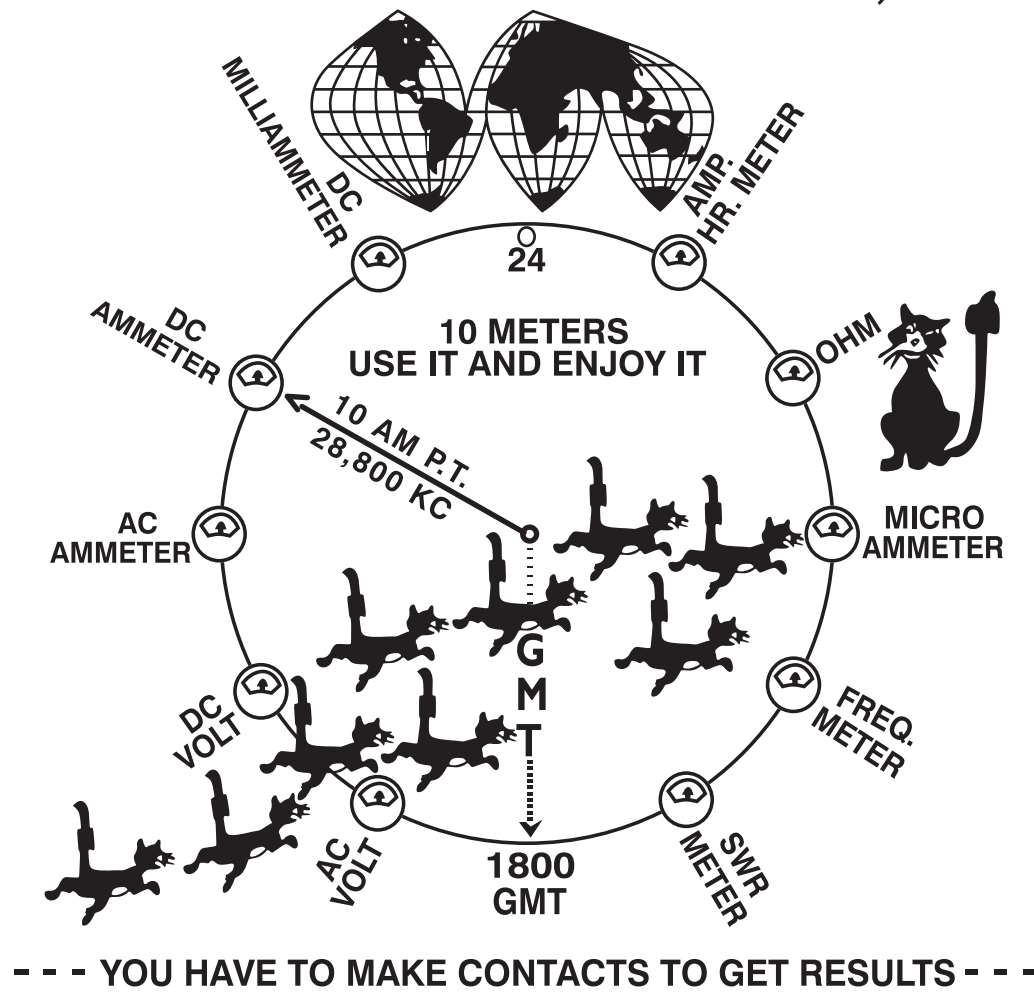 MILLIAMMETER
DC
AMP.
HR. METER
24
DC
AMMETER
10 METERS
USE IT AND ENJOY IT
OHM
10 AM P.T.
28,800 KC
AC
AMMETER
MICRO
AMMETER
G
M
T
DC
VOLT
FREQ.
METER
AC
VOLT
1800
GMT
SWR
METER
- - - YOU HAVE TO MAKE CONTACTS TO GET RESULTS - - -